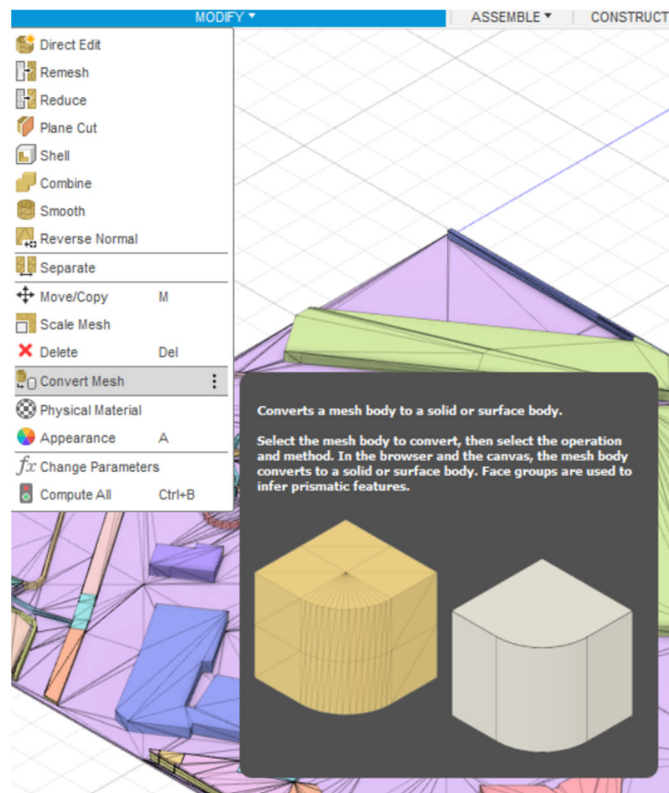 MODIFY ▾
ASSEMBLE ▾
CONSTRUCT
Direct Edit
Remesh
Reduce
Plane Cut
Shell
Combine
Smooth
Reverse Normal
Separate
Move/Copy M
Scale Mesh
Delete Del
Convert Mesh
Physical Material
Appearance A
fx Change Parameters
Compute All Ctrl+B
Converts a mesh body to a solid or surface body.
Select the mesh body to convert, then select the operation
and method. In the browser and the canvas, the mesh body
converts to a solid or surface body. Face groups are used to
infer prismatic features.